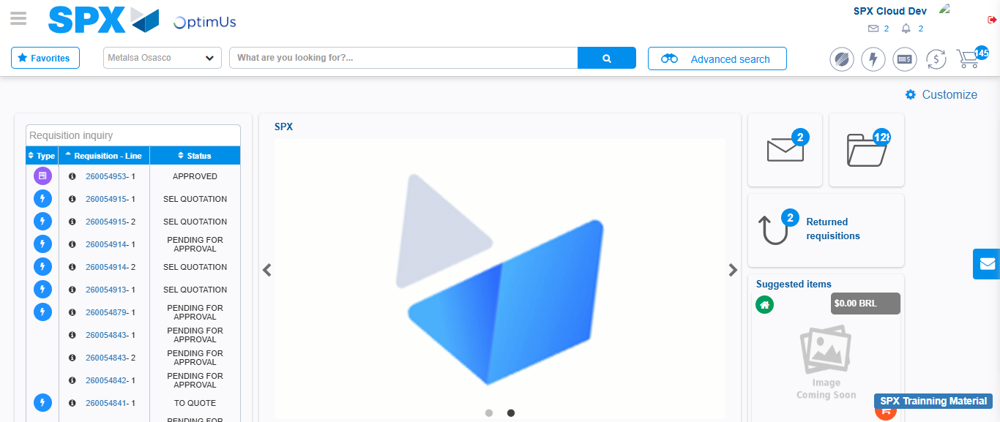 SPX
OptimUs
SPX Cloud Dev
2
2
Favorites
Metalsa Osasco
What are you looking for?...
Advanced search
145
Customize
Requisition inquiry
Type
Requisition - Line
Status
260054953- 1
APPROVED
260054915- 1
SEL QUOTATION
260054915- 2
SEL QUOTATION
260054914- 1
PENDING FOR
APPROVAL
260054914- 2
SEL QUOTATION
260054913- 1
SEL QUOTATION
260054879- 1
PENDING FOR
APPROVAL
260054843- 1
PENDING FOR
APPROVAL
260054843- 2
PENDING FOR
APPROVAL
260054842- 1
PENDING FOR
APPROVAL
260054841- 1
TO QUOTE
PENDING FOR
SPX
2
Returned
requisitions
2
Suggested items
$0.00 BRL
Image
Coming Soon
SPX Trainning Material